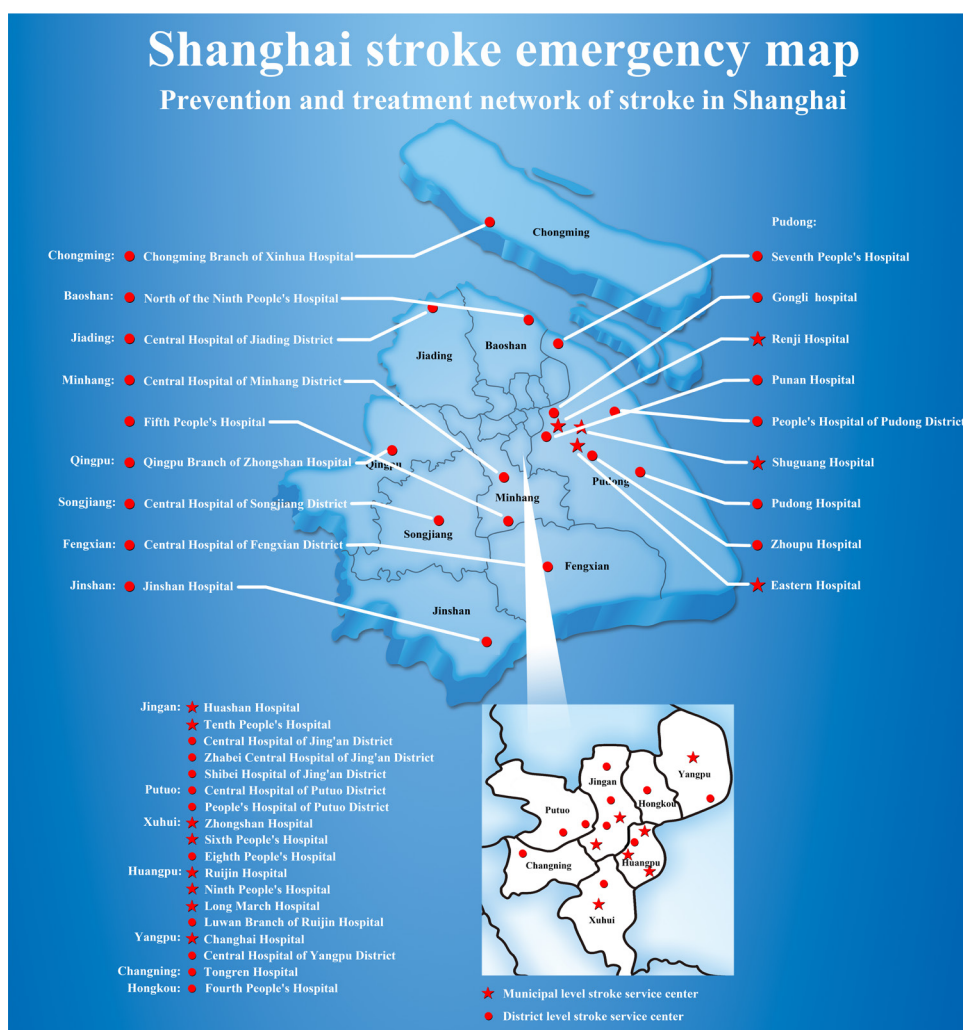 Shanghai stroke emergency map
Prevention and treatment network of stroke in Shanghai
Chongming: Chongming Branch of Xinhua Hospital
Baoshan: North of the Ninth People's Hospital
Jiading: Central Hospital of Jiading District
Minhang: Central Hospital of Minhang District
Fifth People's Hospital
Qingpu: Qingpu Branch of Zhongshan Hospital
Songjiang: Central Hospital of Songjiang District
Fengxian: Central Hospital of Fengxian District
Jinshan: Jinshan Hospital
Chongming
Baoshan
Jiading
Qingpu
Minhang
Pudong
Songjiang
Fengxian
Jinshan
Pudong:
Seventh People's Hospital
Gongli hospital
Renji Hospital
Punan Hospital
People's Hospital of Pudong District
Shuguang Hospital
Pudong Hospital
Zhoupu Hospital
Eastern Hospital
Jingan: Huashan Hospital
Tenth People's Hospital
Central Hospital of Jing'an District
Zhabei Central Hospital of Jing'an District
Shibei Hospital of Jing'an District
Putuo: Central Hospital of Putuo District
People's Hospital of Putuo District
Xuhui: Zhongshan Hospital
Sixth People's Hospital
Eighth People's Hospital
Huangpu: Ruijin Hospital
Ninth People's Hospital
Long March Hospital
Luwan Branch of Ruijin Hospital
Yangpu: Changhai Hospital
Central Hospital of Yangpu District
Changning: Tongren Hospital
Hongkou: Fourth People's Hospital
Yangpu
Jingan
Hongkou
Putuo
Changning
Huangpu
Xuhui
Municipal level stroke service center
District level stroke service center